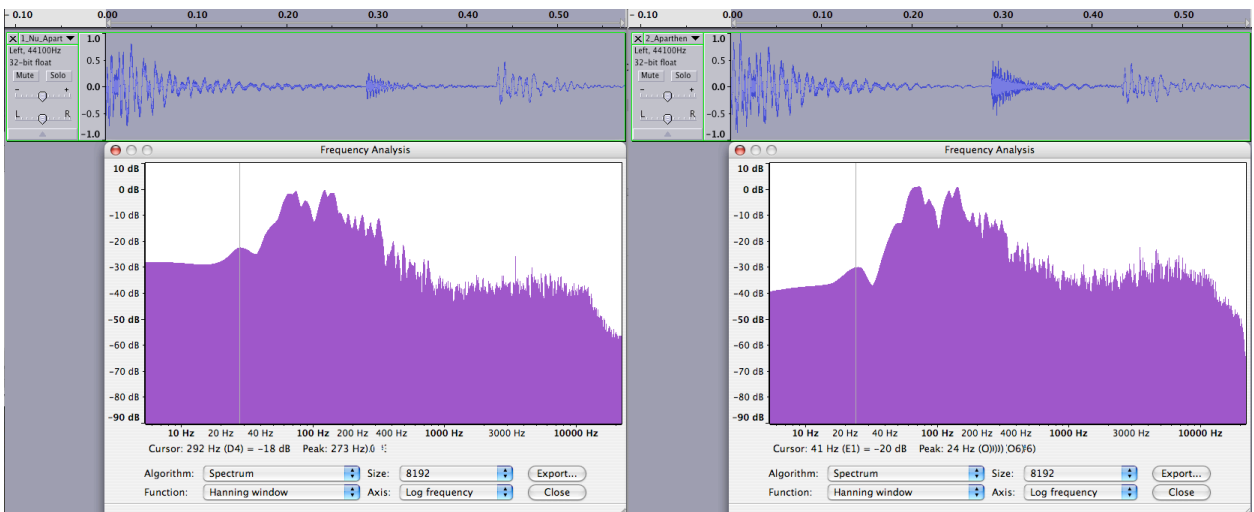 - 0.10 0.00 0.10 0.20 0.30 0.40 0.50
1_Nu_Apart
Left, 44100Hz
32-bit float
Mute Solo
- +
L R
1.0
0.5
0.0
-0.5
-1.0
Frequency Analysis
10 dB
0 dB
-10 dB
-20 dB
-30 dB
-40 dB
-50 dB
-60 dB
-70 dB
-80 dB
-90 dB
10 Hz 20 Hz 40 Hz 100 Hz 200 Hz 400 Hz 1000 Hz 3000 Hz 10000 Hz
Cursor: 292 Hz (D4) = -18 dB Peak: 273 Hz
Algorithm: Spectrum Size: 8192 Export...
Function: Hanning window Axis: Log frequency Close
- 0.10 0.00 0.10 0.20 0.30 0.40 0.50
2_Aparthen
Left, 44100Hz
32-bit float
Mute Solo
- +
L R
1.0
0.5
0.0
-0.5
-1.0
Frequency Analysis
10 dB
0 dB
-10 dB
-20 dB
-30 dB
-40 dB
-50 dB
-60 dB
-70 dB
-80 dB
-90 dB
10 Hz 20 Hz 40 Hz 100 Hz 200 Hz 400 Hz 1000 Hz 3000 Hz 10000 Hz
Cursor: 41 Hz (E1) = -20 dB Peak: 24 Hz
Algorithm: Spectrum Size: 8192 Export...
Function: Hanning window Axis: Log frequency Close